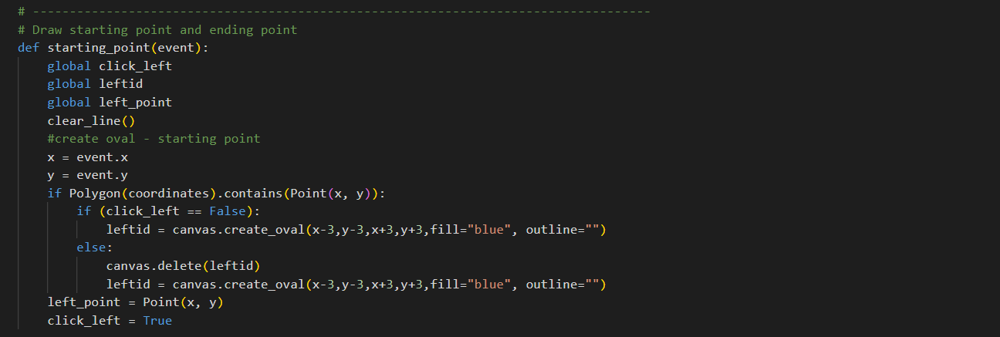 # ------------------------------------------------------------------------------------
# Draw starting point and ending point
def starting_point(event):
    global click_left
    global leftid
    global left_point
    clear_line()
    #create oval - starting point
    x = event.x
    y = event.y
    if Polygon(coordinates).contains(Point(x, y)):
        if (click_left == False):
            leftid = canvas.create_oval(x-3,y-3,x+3,y+3,fill="blue", outline="")
        else:
            canvas.delete(leftid)
            leftid = canvas.create_oval(x-3,y-3,x+3,y+3,fill="blue", outline="")
    left_point = Point(x, y)
    click_left = True